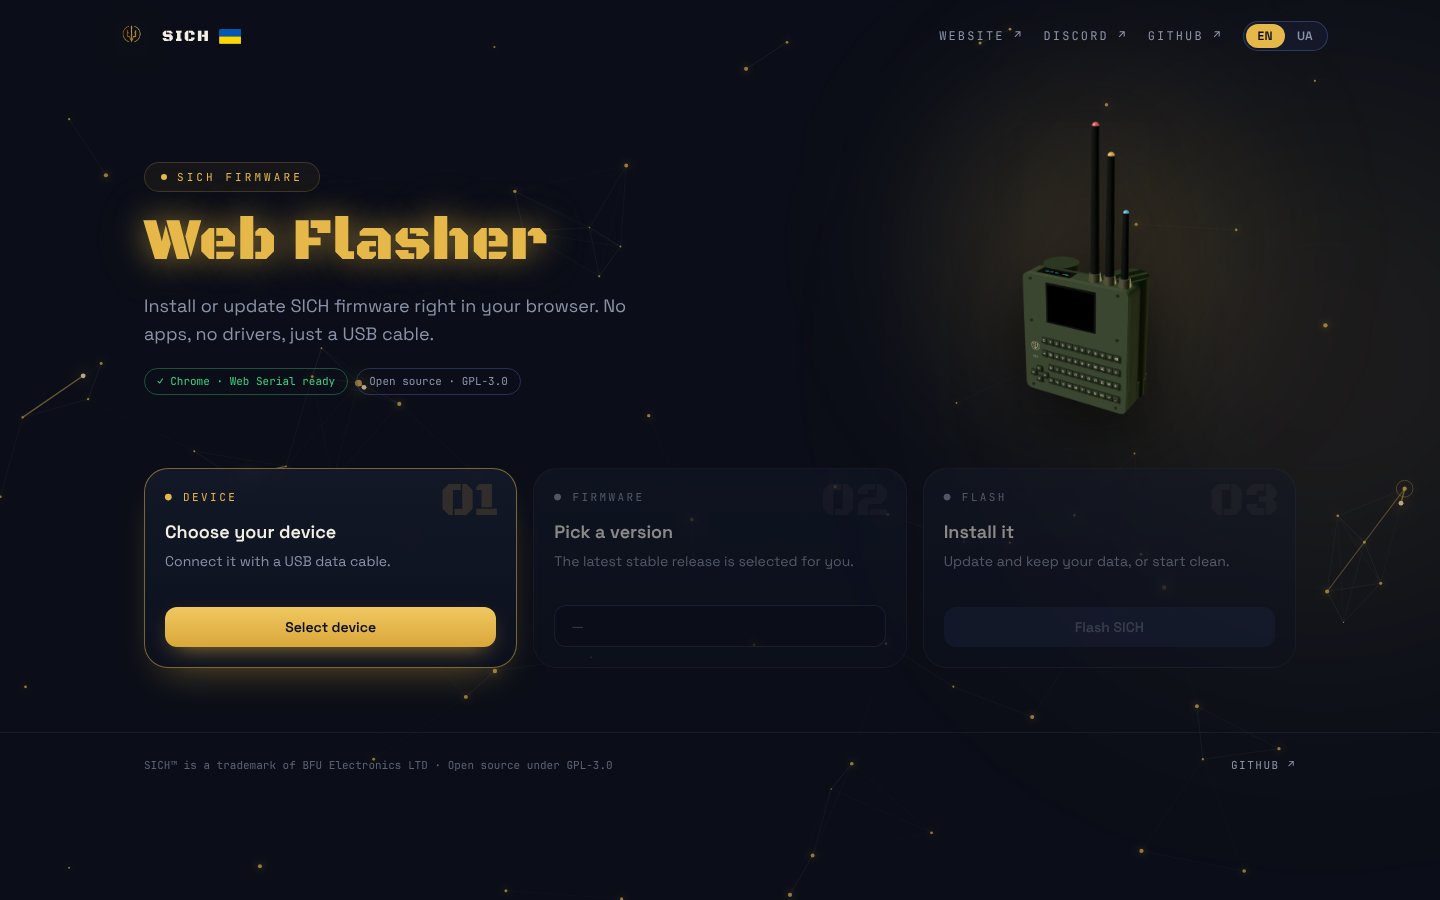 SICH
WEBSITE ↗ DISCORD ↗ GITHUB ↗ EN UA
SICH FIRMWARE
Web Flasher
Install or update SICH firmware right in your browser. No
apps, no drivers, just a USB cable.
✓ Chrome · Web Serial ready
Open source · GPL-3.0
DEVICE
01
Choose your device
Connect it with a USB data cable.
Select device
FIRMWARE
02
Pick a version
The latest stable release is selected for you.
—
FLASH
03
Install it
Update and keep your data, or start clean.
Flash SICH
SICH™ is a trademark of BFU Electronics LTD · Open source under GPL-3.0
GITHUB ↗